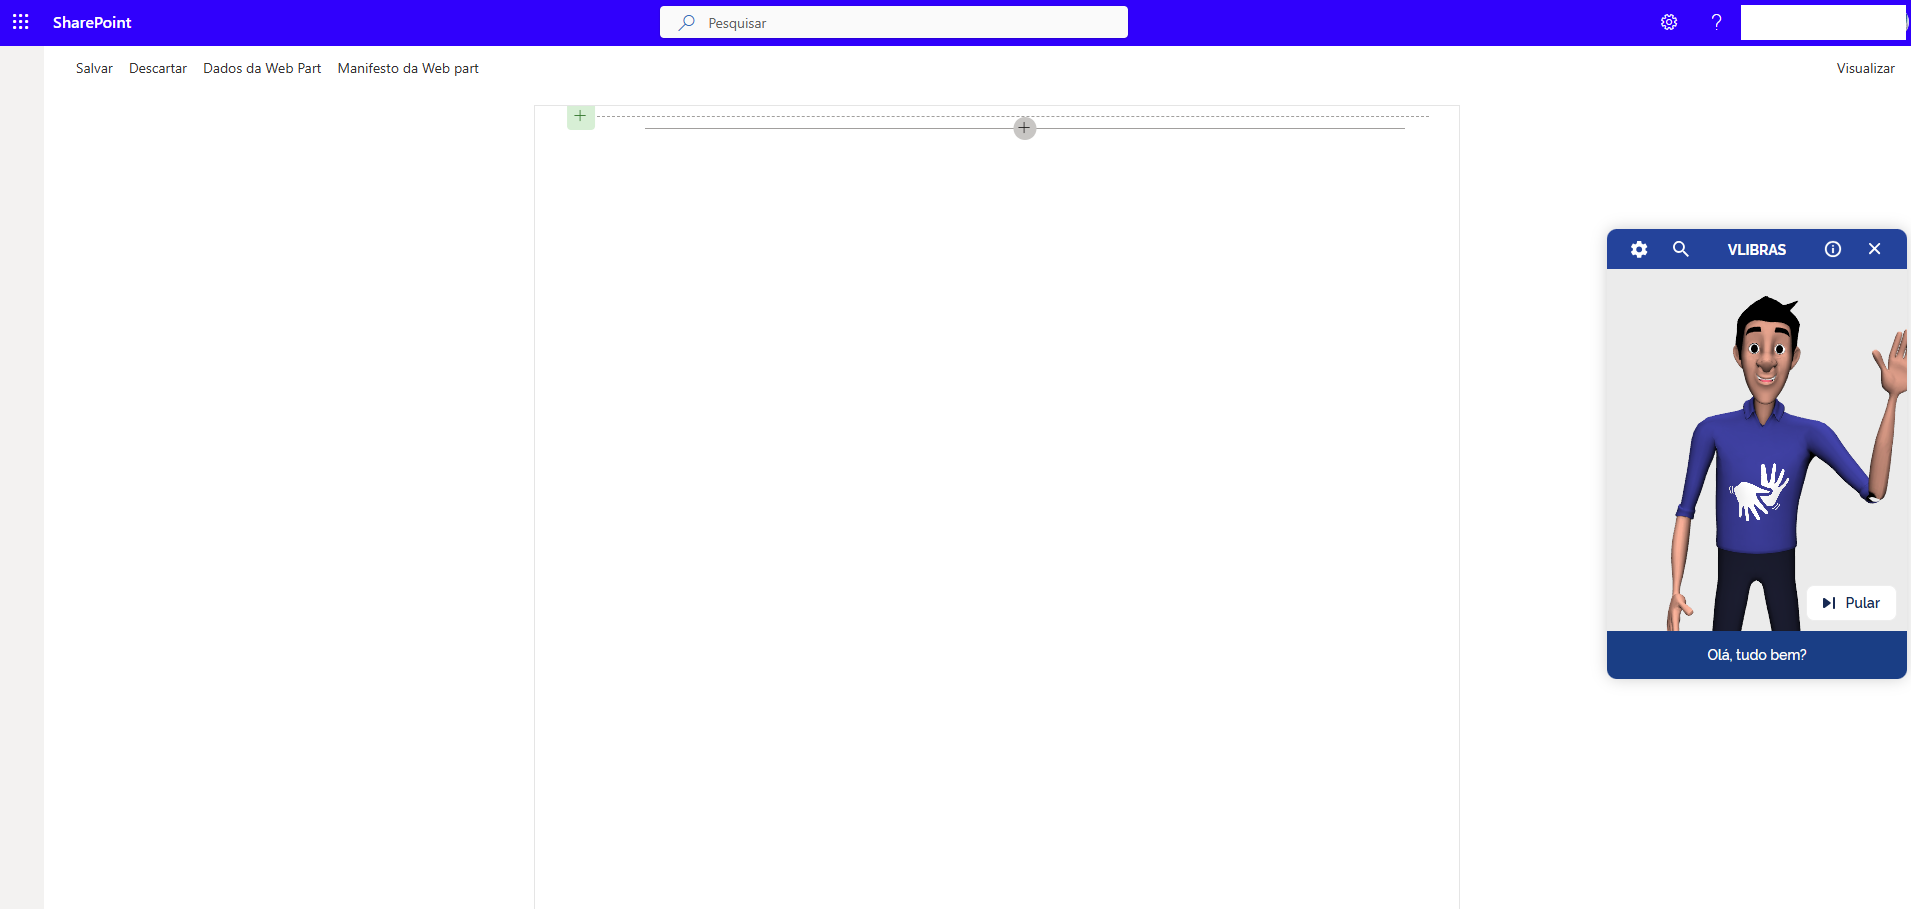 SharePoint
Pesquisar
?
Salvar Descartar Dados da Web Part Manifesto da Web part
Visualizar
VLIBRAS
Pular
Olá, tudo bem?